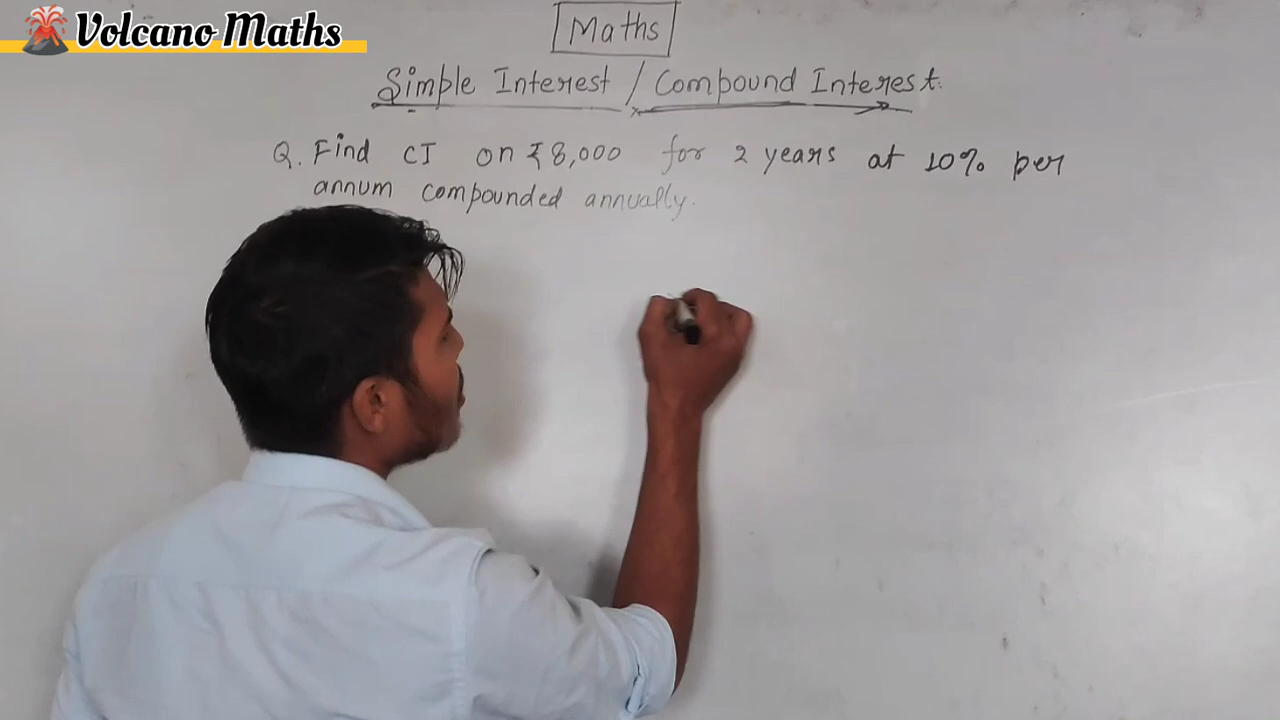 Volcano Maths
Maths
Simple Interest / Compound Interest.
Q. Find CI on ₹8,000 for 2 years at 10% per
annum compounded annually.